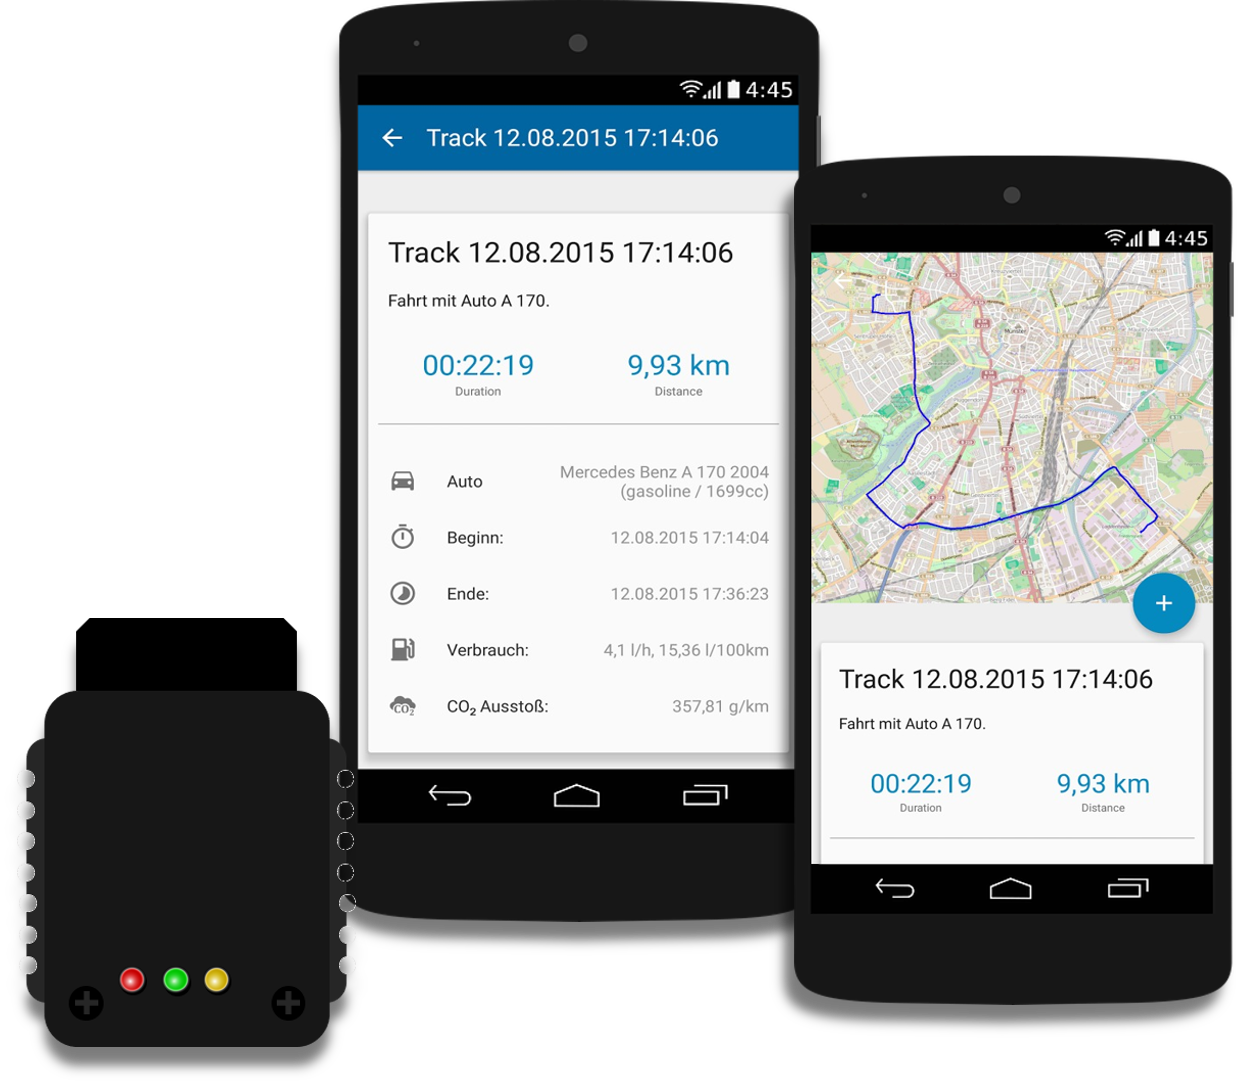 4:45
Track 12.08.2015 17:14:06
Track 12.08.2015 17:14:06
Fahrt mit Auto A 170.
00:22:19 9,93 km
Duration Distance
Auto Mercedes Benz A 170 2004
(gasoline / 1699cc)
Beginn: 12.08.2015 17:14:04
Ende: 12.08.2015 17:36:23
Verbrauch: 4,1 l/h, 15,36 l/100km
CO₂ CO₂ Ausstoß: 357,81 g/km
4:45
Münster
+
Track 12.08.2015 17:14:06
Fahrt mit Auto A 170.
00:22:19 9,93 km
Duration Distance